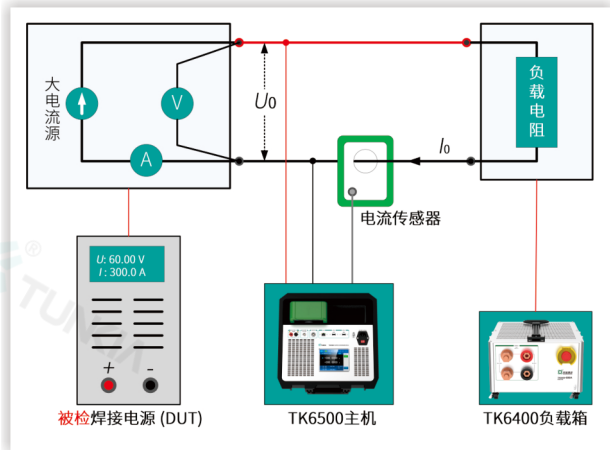 大电流源
V
A
U0
I0
负载电阻
电流传感器
U: 60.00 V
I : 300.0 A
+
-
®
TUNKIA
被检焊接电源 (DUT)
TK6500主机
TK6400负载箱